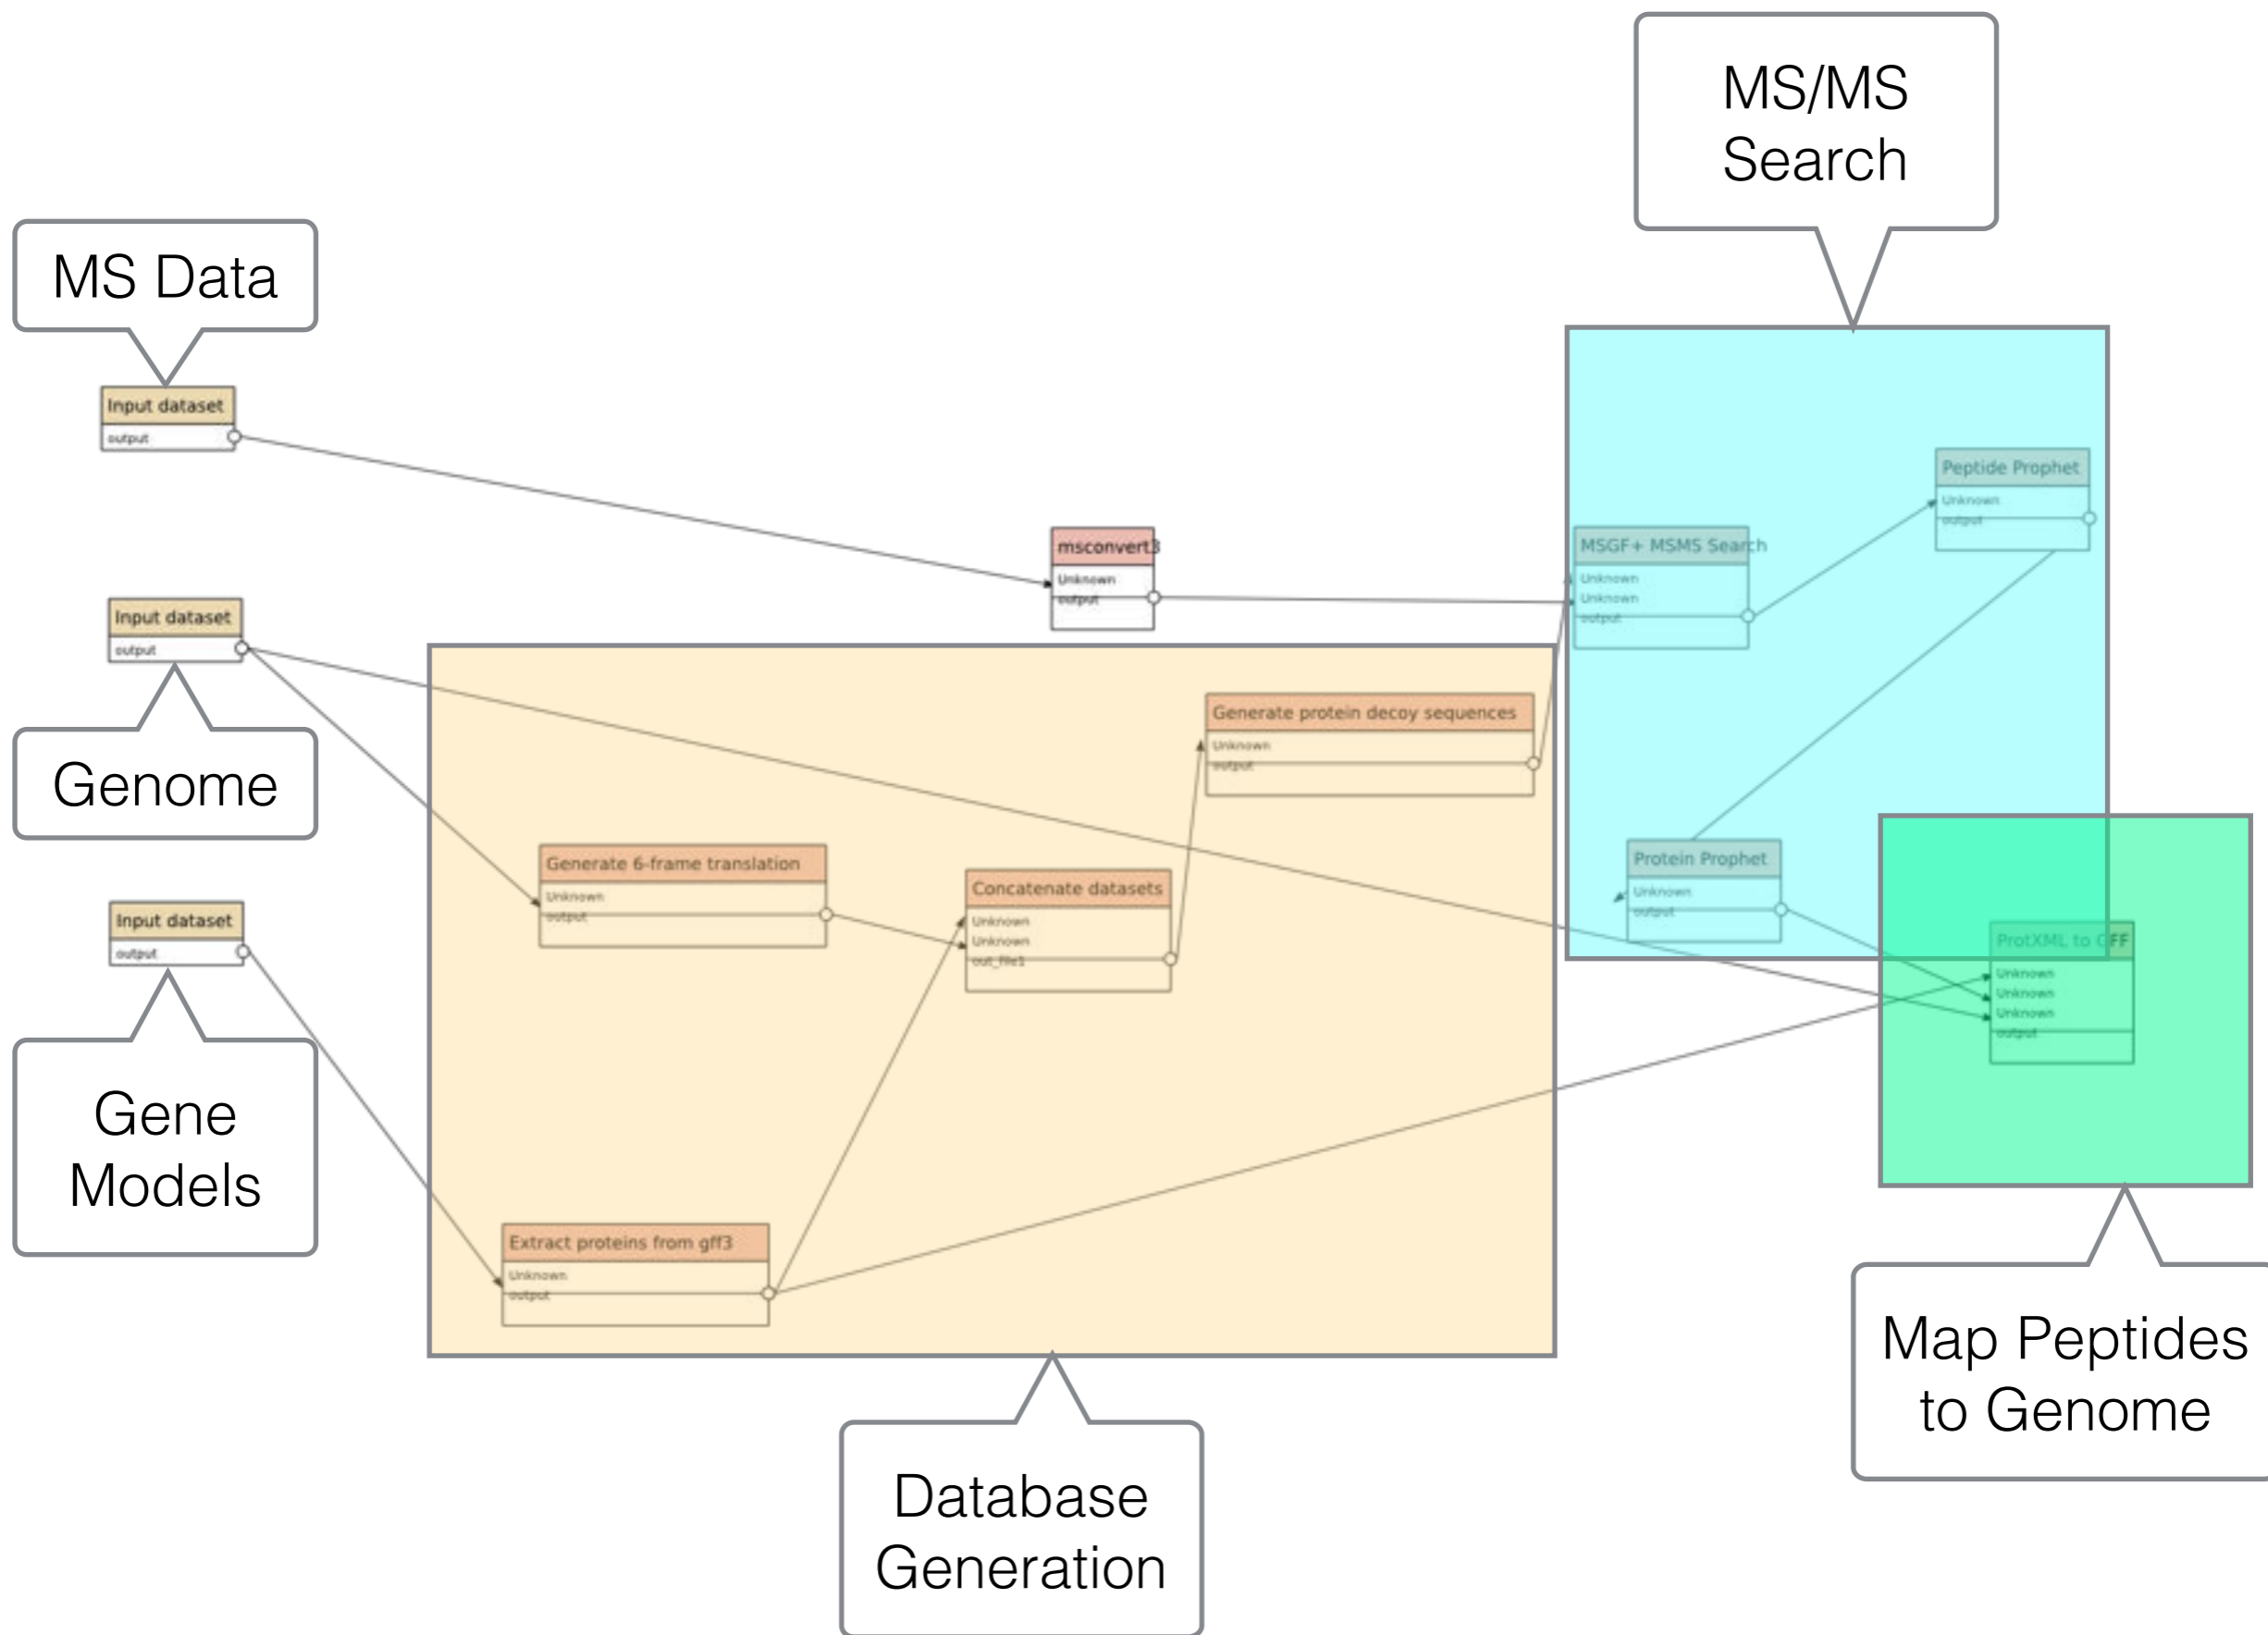 MS/MS
Search
MS Data
Input dataset
output
Peptide Prophet
Unknown
output
msconvert3
Unknown
output
MSGF+ MSMS Search
Unknown
Unknown
output
Input dataset
output
Genome
Generate protein decoy sequences
Unknown
output
Generate 6-frame translation
Unknown
output
Concatenate datasets
Unknown
Unknown
out_file1
Protein Prophet
Unknown
output
Input dataset
output
ProtXML to GFF
Unknown
Unknown
Unknown
output
Gene
Models
Extract proteins from gff3
Unknown
output
Map Peptides
to Genome
Database
Generation